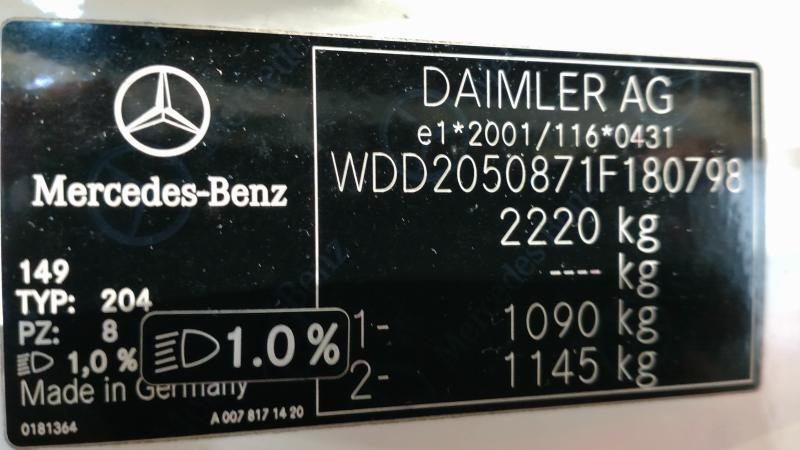 Mercedes-Benz
149
TYP: 204
PZ: 8
1,0 %
1.0 %
Made in Germany
0181364
A 007 817 14 20
DAIMLER AG
e1*2001/116*0431
WDD2050871F180798
2220 kg
---- kg
1- 1090 kg
2- 1145 kg